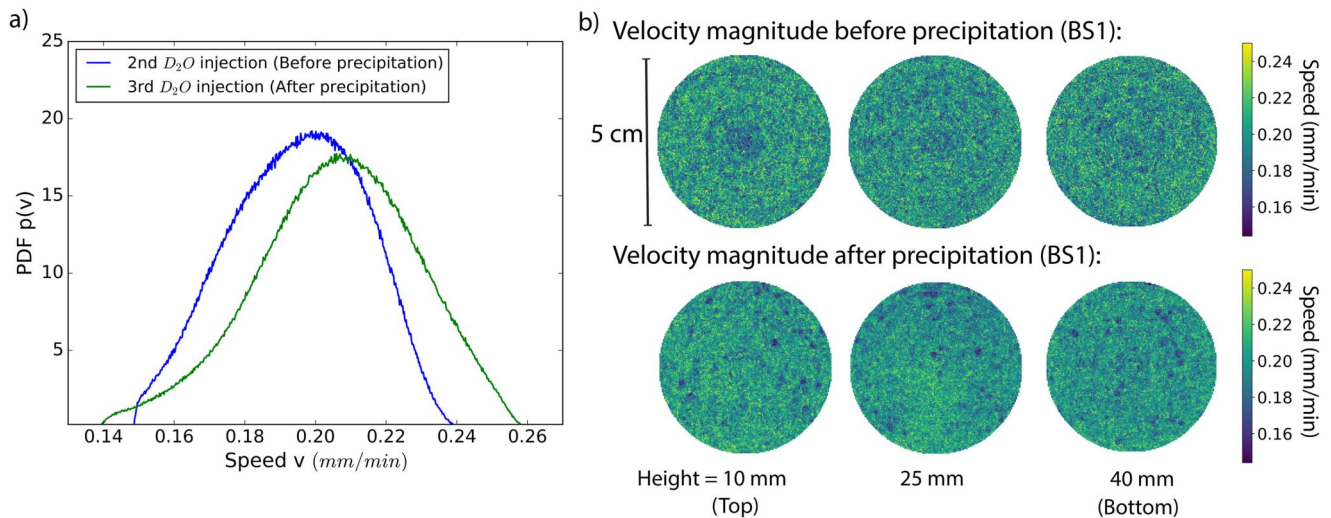 a)
25
20
15
10
5
PDF p(v)
2nd D₂O injection (Before precipitation)
3rd D₂O injection (After precipitation)
0.14 0.16 0.18 0.20 0.22 0.24 0.26
Speed v (mm/min)
b)
Velocity magnitude before precipitation (BS1):
5 cm
0.24
0.22
0.20
0.18
0.16
Speed (mm/min)
Velocity magnitude after precipitation (BS1):
0.24
0.22
0.20
0.18
0.16
Speed (mm/min)
Height = 10 mm 25 mm 40 mm
(Top) (Bottom)